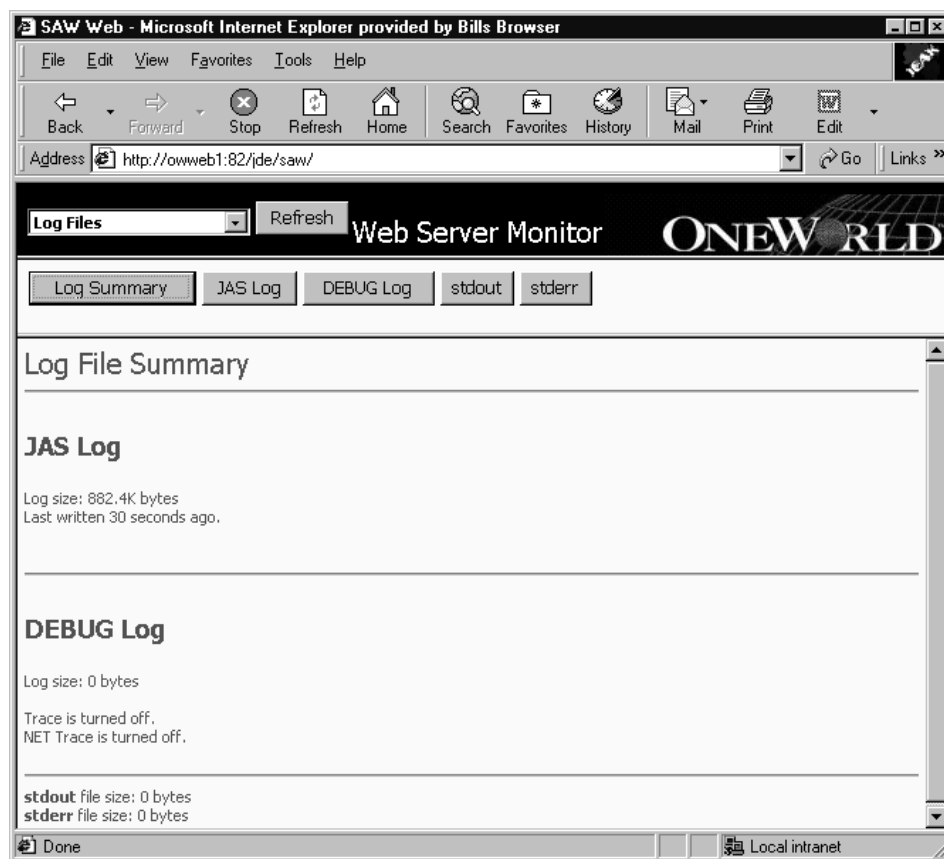 SAW Web - Microsoft Internet Explorer provided by Bills Browser
File Edit View Favorites Tools Help
Back Forward Stop Refresh Home Search Favorites History Mail Print Edit
Address http://owweb1:82/jde/saw/ Go Links »
Log Files Refresh Web Server Monitor ONEWORLD
Log Summary JAS Log DEBUG Log stdout stderr
Log File Summary
JAS Log
Log size: 882.4K bytes
Last written 30 seconds ago.
DEBUG Log
Log size: 0 bytes
Trace is turned off.
NET Trace is turned off.
stdout file size: 0 bytes
stderr file size: 0 bytes
Done Local intranet